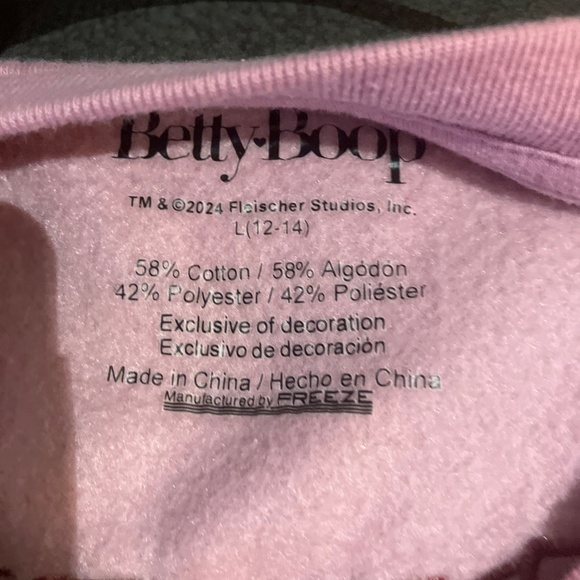 Betty·Boop
TM & ©2024 Fleischer Studios, Inc.
L(12-14)
58% Cotton / 58% Algódón
42% Polyester / 42% Poliéster
Exclusive of decoration
Exclusivo de decoración
Made in China / Hecho en China
Manufactured by FREEZE